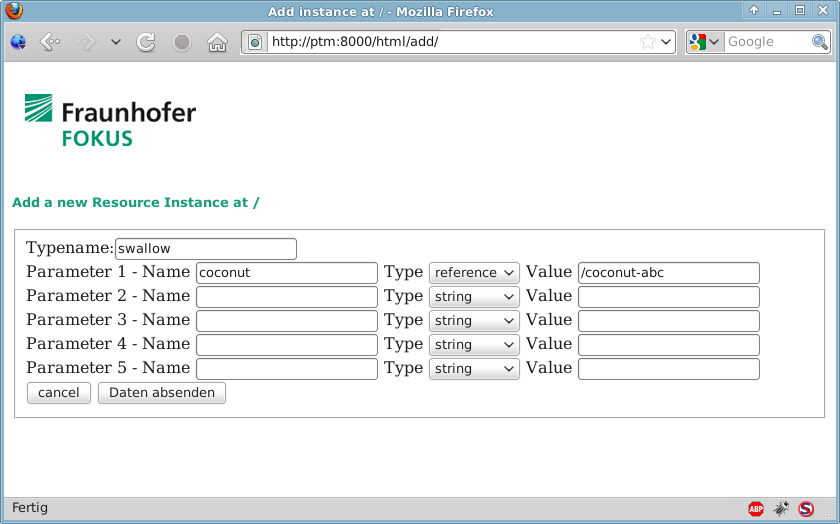 Add instance at / - Mozilla Firefox
http://ptm:8000/html/add/
Google
Fraunhofer
FOKUS
Add a new Resource Instance at /
Typename: swallow
Parameter 1 - Name coconut Type reference Value /coconut-abc
Parameter 2 - Name Type string Value
Parameter 3 - Name Type string Value
Parameter 4 - Name Type string Value
Parameter 5 - Name Type string Value
cancel Daten absenden
Fertig ABP S